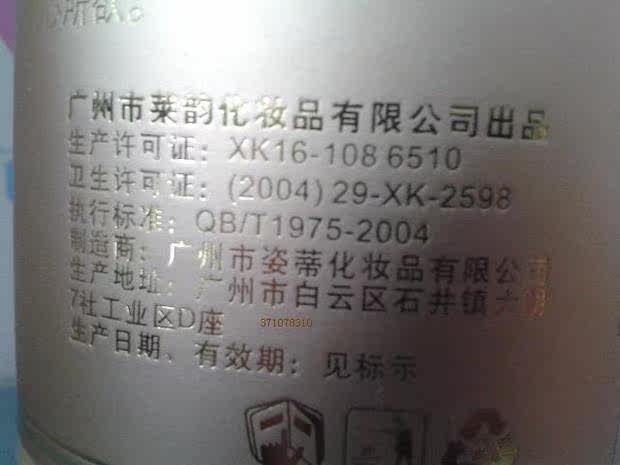 所欲。
广州市莱韵化妆品有限公司出品
生产许可证：XK16-108 6510
卫生许可证：(2004)29-XK-2598
执行标准：QB/T1975-2004
制造商：广州市姿蒂化妆品有限公司
生产地址：广州市白云区石井镇大朗
7社工业区D座
371078310
生产日期、有效期：见标示